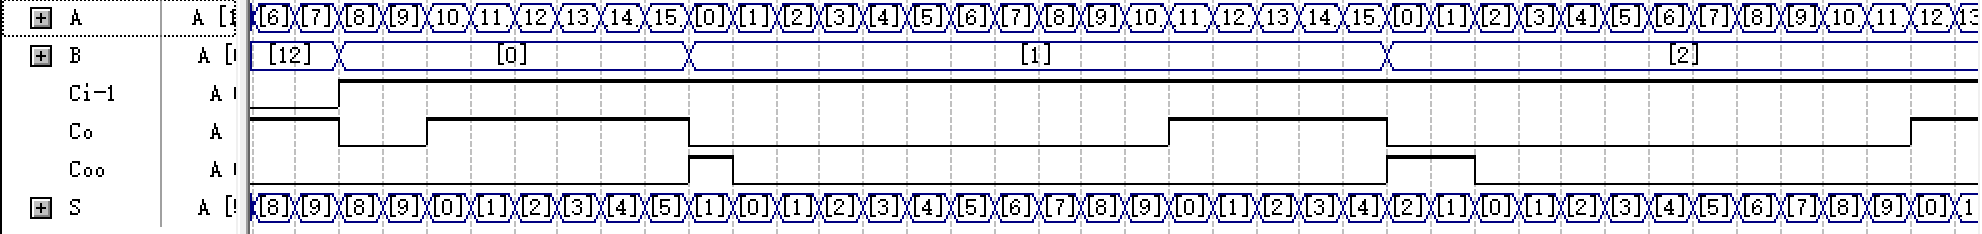 A A [1 [6] [7] [8] [9] 10. 11. 12. 13. 14. 15. [0] [1] [2] [3] [4] [5] [6] [7] [8] [9] 10. 11. 12. 13. 14. 15. [0] [1] [2] [3] [4] [5] [6] [7] [8] [9] 10. 11. 12. 13
B A [ [12] [0] [1] [2]
Ci-1 A
Co A
Coo A
S A [ [8] [9] [8] [9] [0] [1] [2] [3] [4] [5] [1] [0] [1] [2] [3] [4] [5] [6] [7] [8] [9] [0] [1] [2] [3] [4] [2] [1] [0] [1] [2] [3] [4] [5] [6] [7] [8] [9] [0] [1